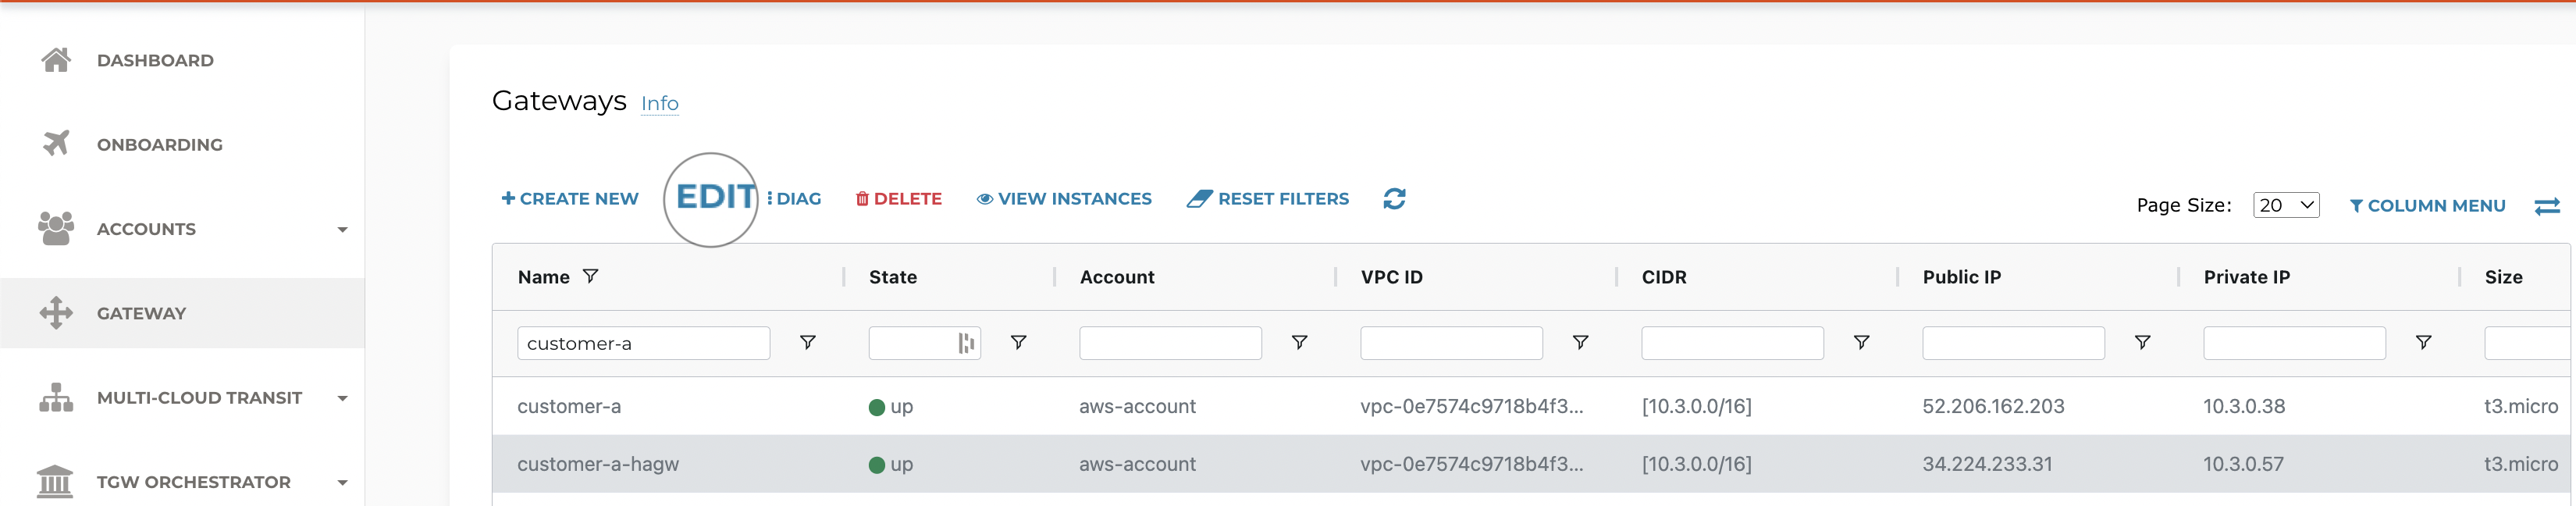 DASHBOARD
ONBOARDING
ACCOUNTS
GATEWAY
MULTI-CLOUD TRANSIT
TGW ORCHESTRATOR
Gateways Info
+ CREATE NEW EDIT DIAG DELETE VIEW INSTANCES RESET FILTERS
Page Size: 20 COLUMN MENU
Name State Account VPC ID CIDR Public IP Private IP Size
customer-a
customer-a up aws-account vpc-0e7574c9718b4f3... [10.3.0.0/16] 52.206.162.203 10.3.0.38 t3.micro
customer-a-hagw up aws-account vpc-0e7574c9718b4f3... [10.3.0.0/16] 34.224.233.31 10.3.0.57 t3.micro